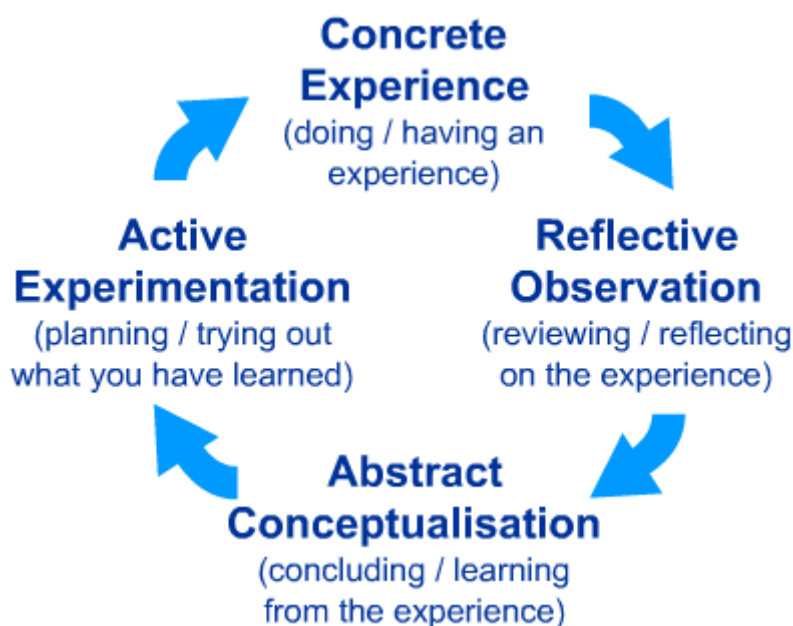 Concrete
Experience
(doing / having an
experience)
Reflective
Observation
(reviewing / reflecting
on the experience)
Abstract
Conceptualisation
(concluding / learning
from the experience)
Active
Experimentation
(planning / trying out
what you have learned)